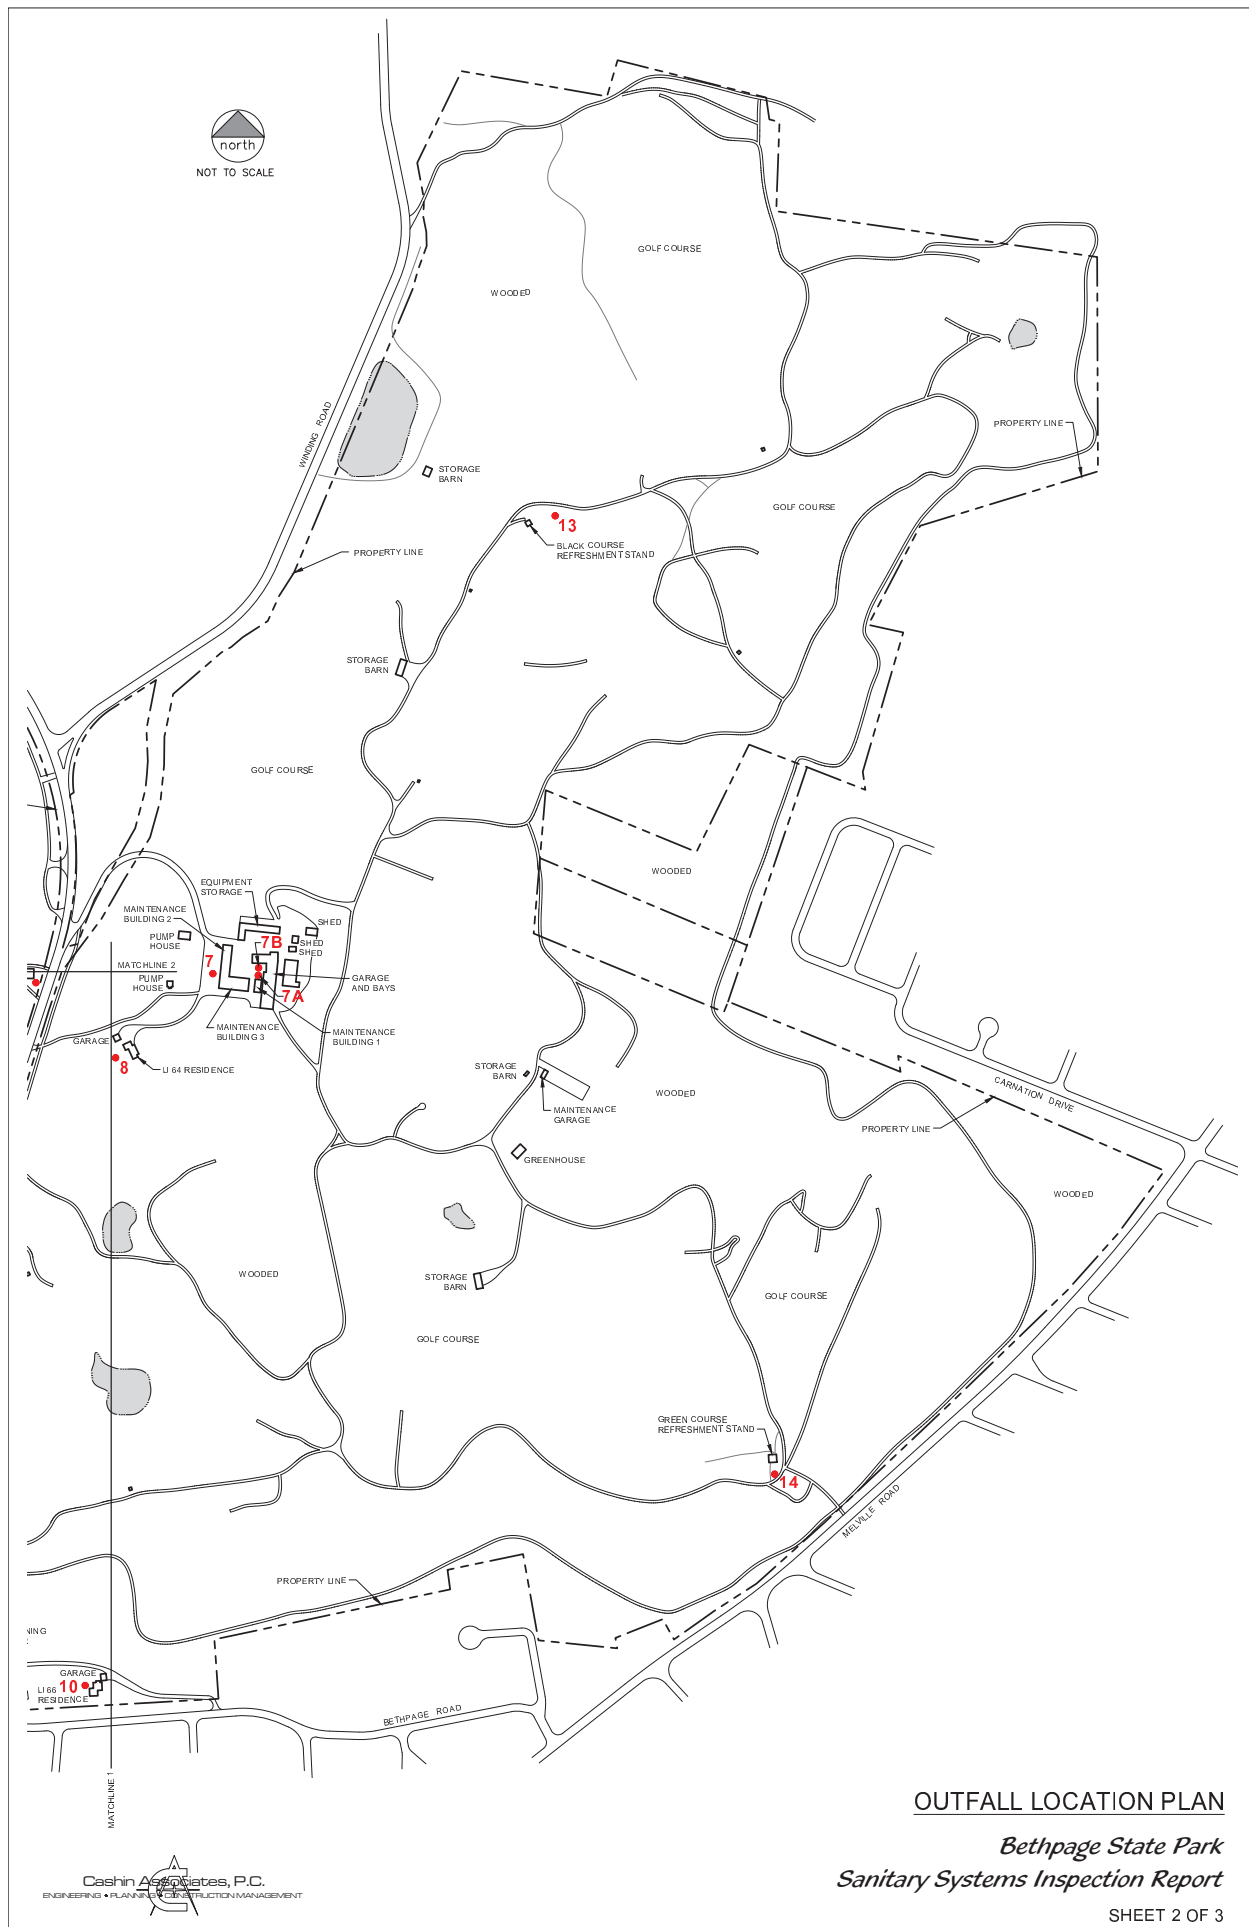 north
NOT TO SCALE
GOLF COURSE
WOODED
WINDING ROAD
PROPERTY LINE
STORAGE
BARN
GOLF COURSE
13
BLACK COURSE
REFRESHMENT STAND
PROPERTY LINE
STORAGE
BARN
GOLF COURSE
WOODED
EQUIPMENT
STORAGE
MAINTENANCE
BUILDING 2
SHED
PUMP
HOUSE
7B
SHED
SHED
MATCHLINE 2
7
PUMP
HOUSE
GARAGE
AND BAYS
7A
MAINTENANCE
BUILDING 3
MAINTENANCE
BUILDING 1
GARAGE
8
LI 64 RESIDENCE
STORAGE
BARN
WOODED
CARNATION DRIVE
MAINTENANCE
GARAGE
PROPERTY LINE
GREENHOUSE
WOODED
WOODED
STORAGE
BARN
GOLF COURSE
GOLF COURSE
GREEN COURSE
REFRESHMENT STAND
14
MELVILLE ROAD
PROPERTY LINE
NING
GARAGE
LI 66
RESIDENCE
10
BETHPAGE ROAD
MATCHLINE 1
OUTFALL LOCATION PLAN
Bethpage State Park
Sanitary Systems Inspection Report
SHEET 2 OF 3
Cashin Associates, P.C.
ENGINEERING • PLANNING • CONSTRUCTION MANAGEMENT